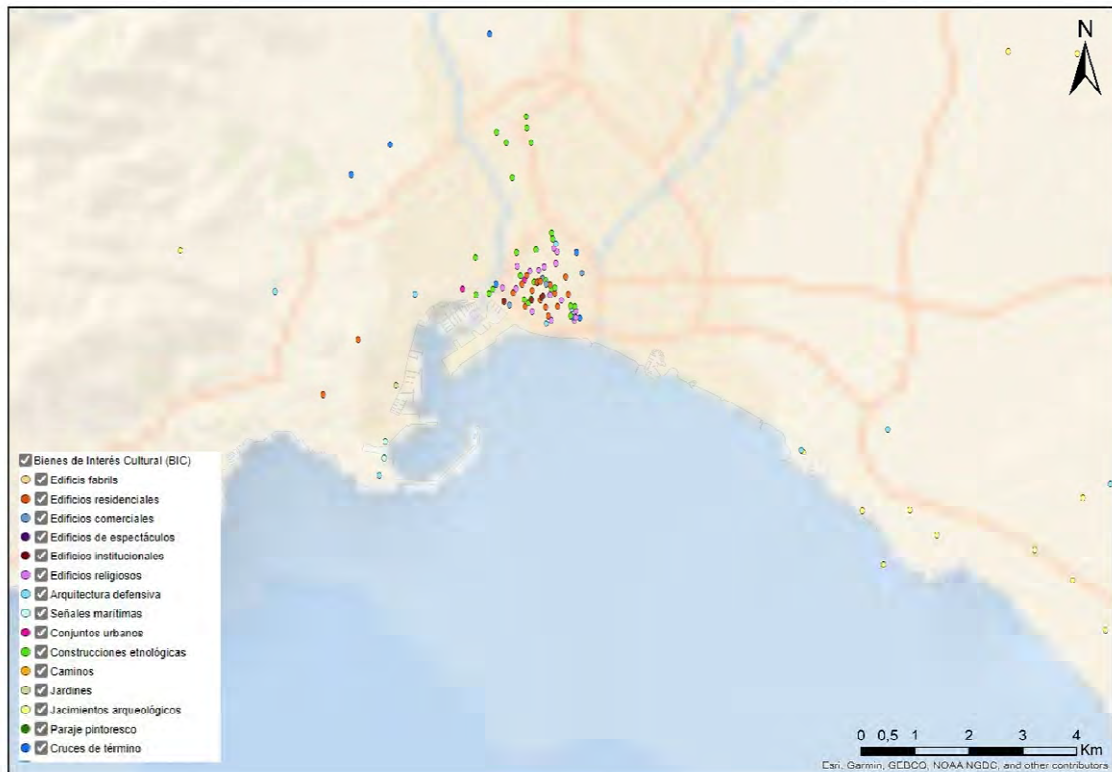 N
Bienes de Interés Cultural (BIC)
Edificis fabrils
Edificios residenciales
Edificios comerciales
Edificios de espectáculos
Edificios institucionales
Edificios religiosos
Arquitectura defensiva
Señales marítimas
Conjuntos urbanos
Construcciones etnológicas
Caminos
Jardines
Jacimientos arqueológicos
Paraje pintoresco
Cruces de término
0 0,5 1 2 3 4
Km
Esri, Garmin, GEBCO, NOAA NGDC, and other contributors